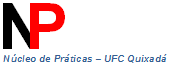 NP
Núcleo de Práticas – UFC Quixadá